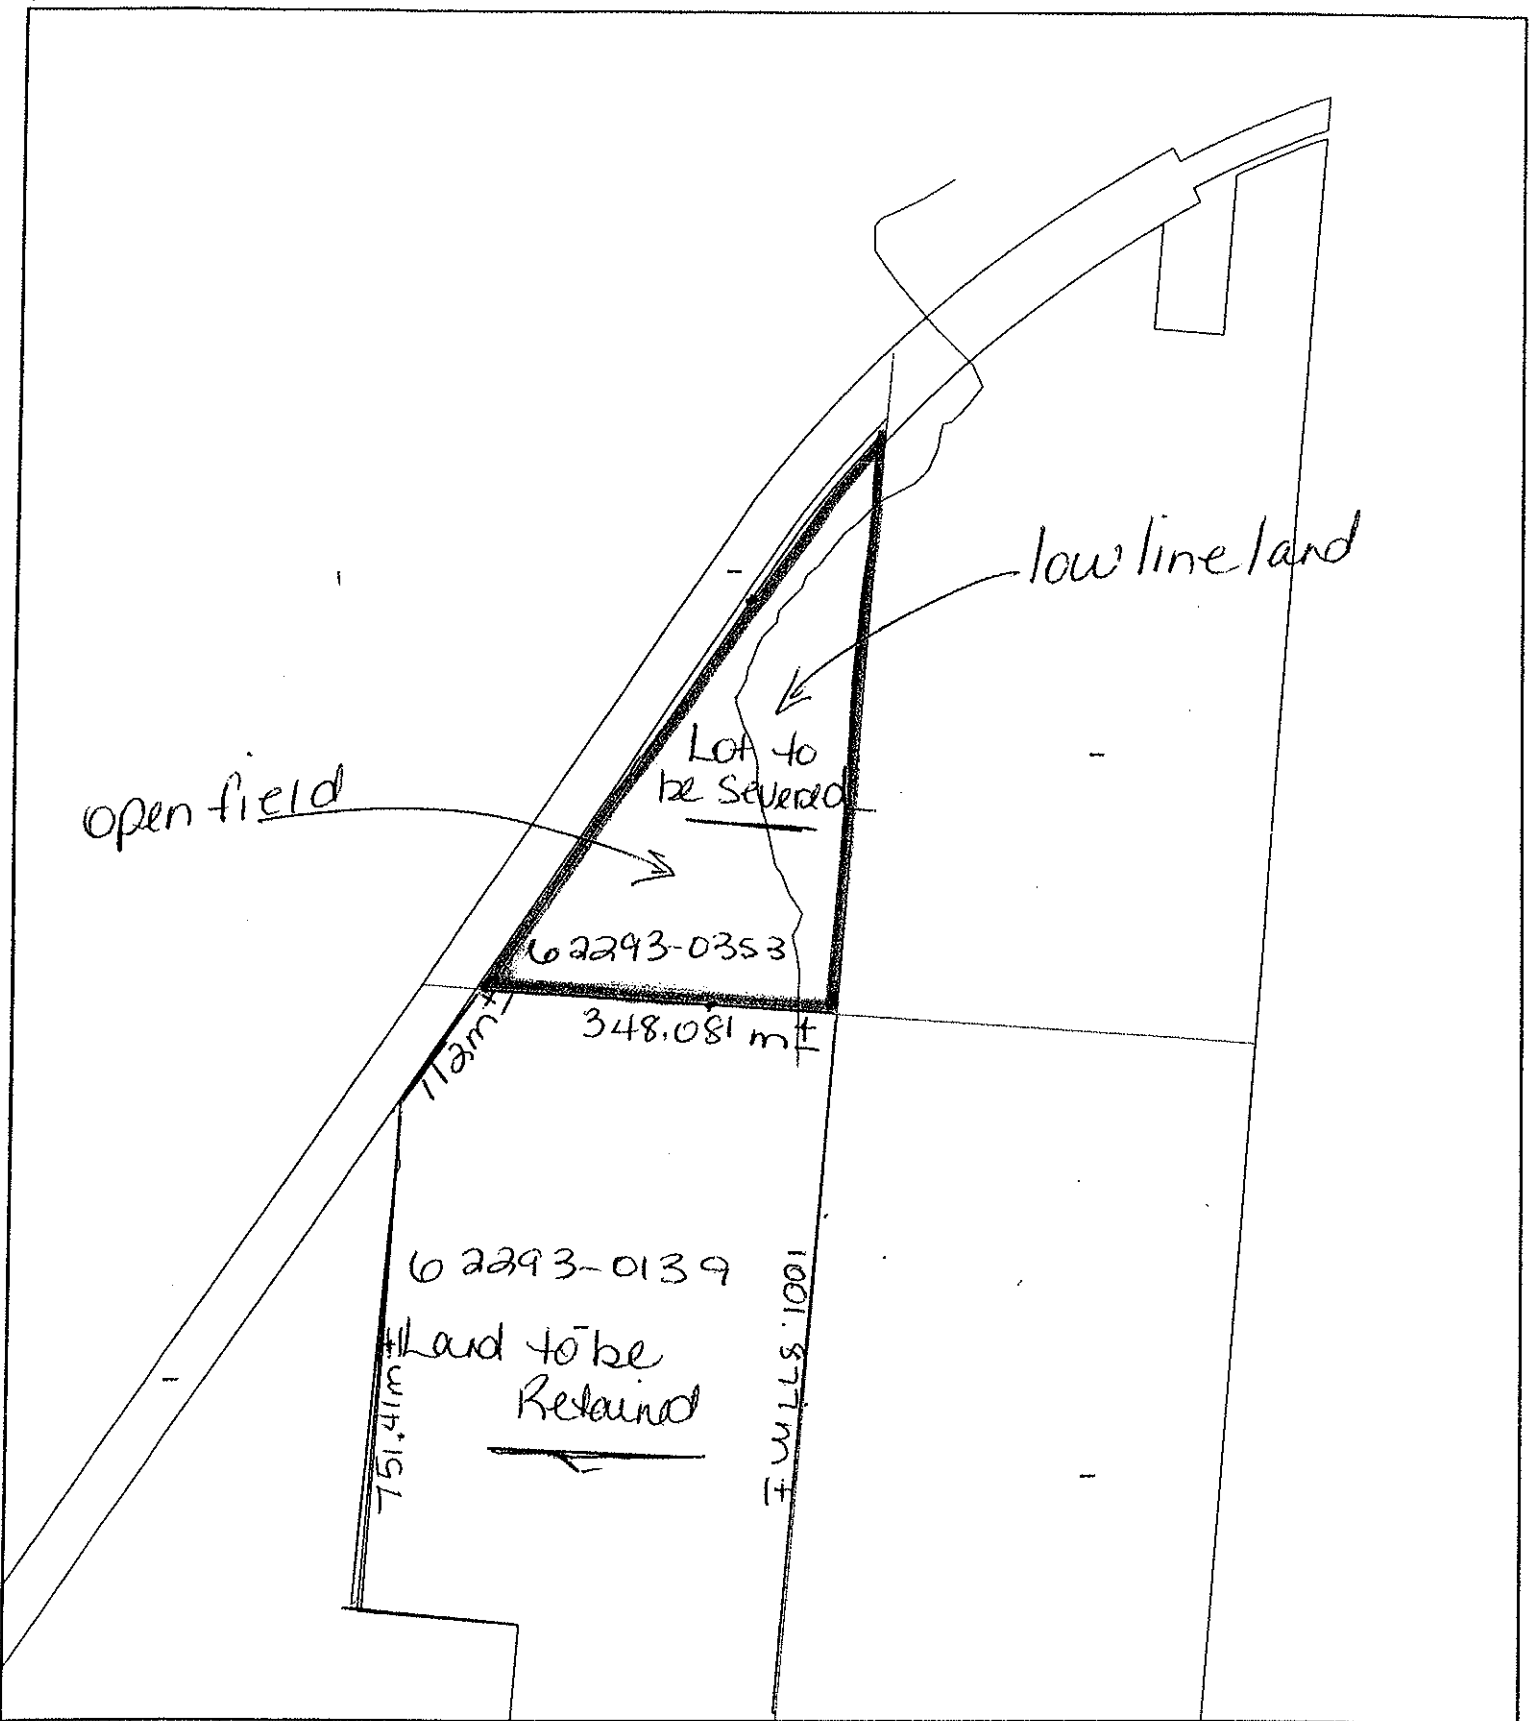 low line land
Lot to
be Severed
open field
62293-0353
348.081 m±
112m±
62293-0139
1001.877m±
Land to be
Retained
751.41m±